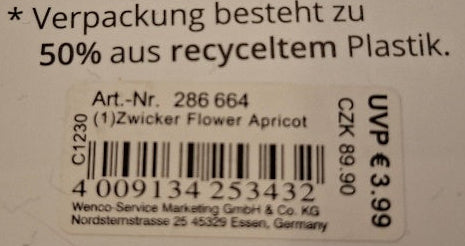 * Verpackung besteht zu
50% aus recyceltem Plastik.
Art.-Nr. 286 664
(1)Zwicker Flower Apricot
C1230
4 009134 253432
Wenco-Service Marketing GmbH & Co. KG
Nordsternstrasse 25 45329 Essen, Germany
CZK 89.90
UVP € 3.99